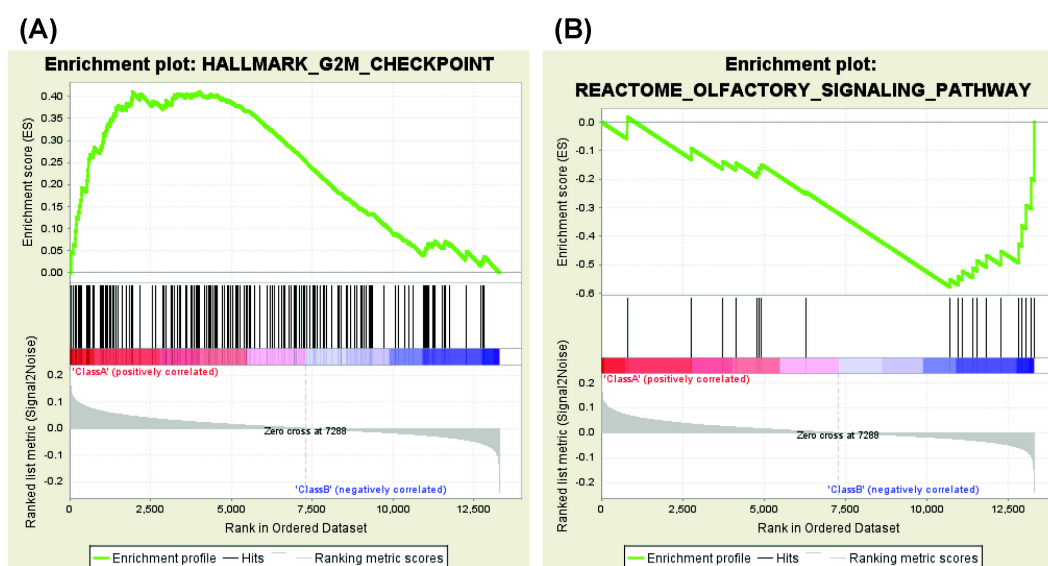 (A)
Enrichment plot: HALLMARK_G2M_CHECKPOINT
Enrichment score (ES)
0.40
0.35
0.30
0.25
0.20
0.15
0.10
0.05
0.00
'ClassA' (positively correlated)
Ranked list metric (Signal2Noise)
0.2
0.1
0.0
-0.1
-0.2
Zero cross at 7288
'ClassB' (negatively correlated)
0 2,500 5,000 7,500 10,000 12,500
Rank in Ordered Dataset
Enrichment profile Hits Ranking metric scores
(B)
Enrichment plot:
REACTOME_OLFACTORY_SIGNALING_PATHWAY
Enrichment score (ES)
0.0
-0.1
-0.2
-0.3
-0.4
-0.5
-0.6
'ClassA' (positively correlated)
Ranked list metric (Signal2Noise)
0.2
0.1
0.0
-0.1
-0.2
Zero cross at 7288
'ClassB' (negatively correlated)
0 2,500 5,000 7,500 10,000 12,500
Rank in Ordered Dataset
Enrichment profile Hits Ranking metric scores